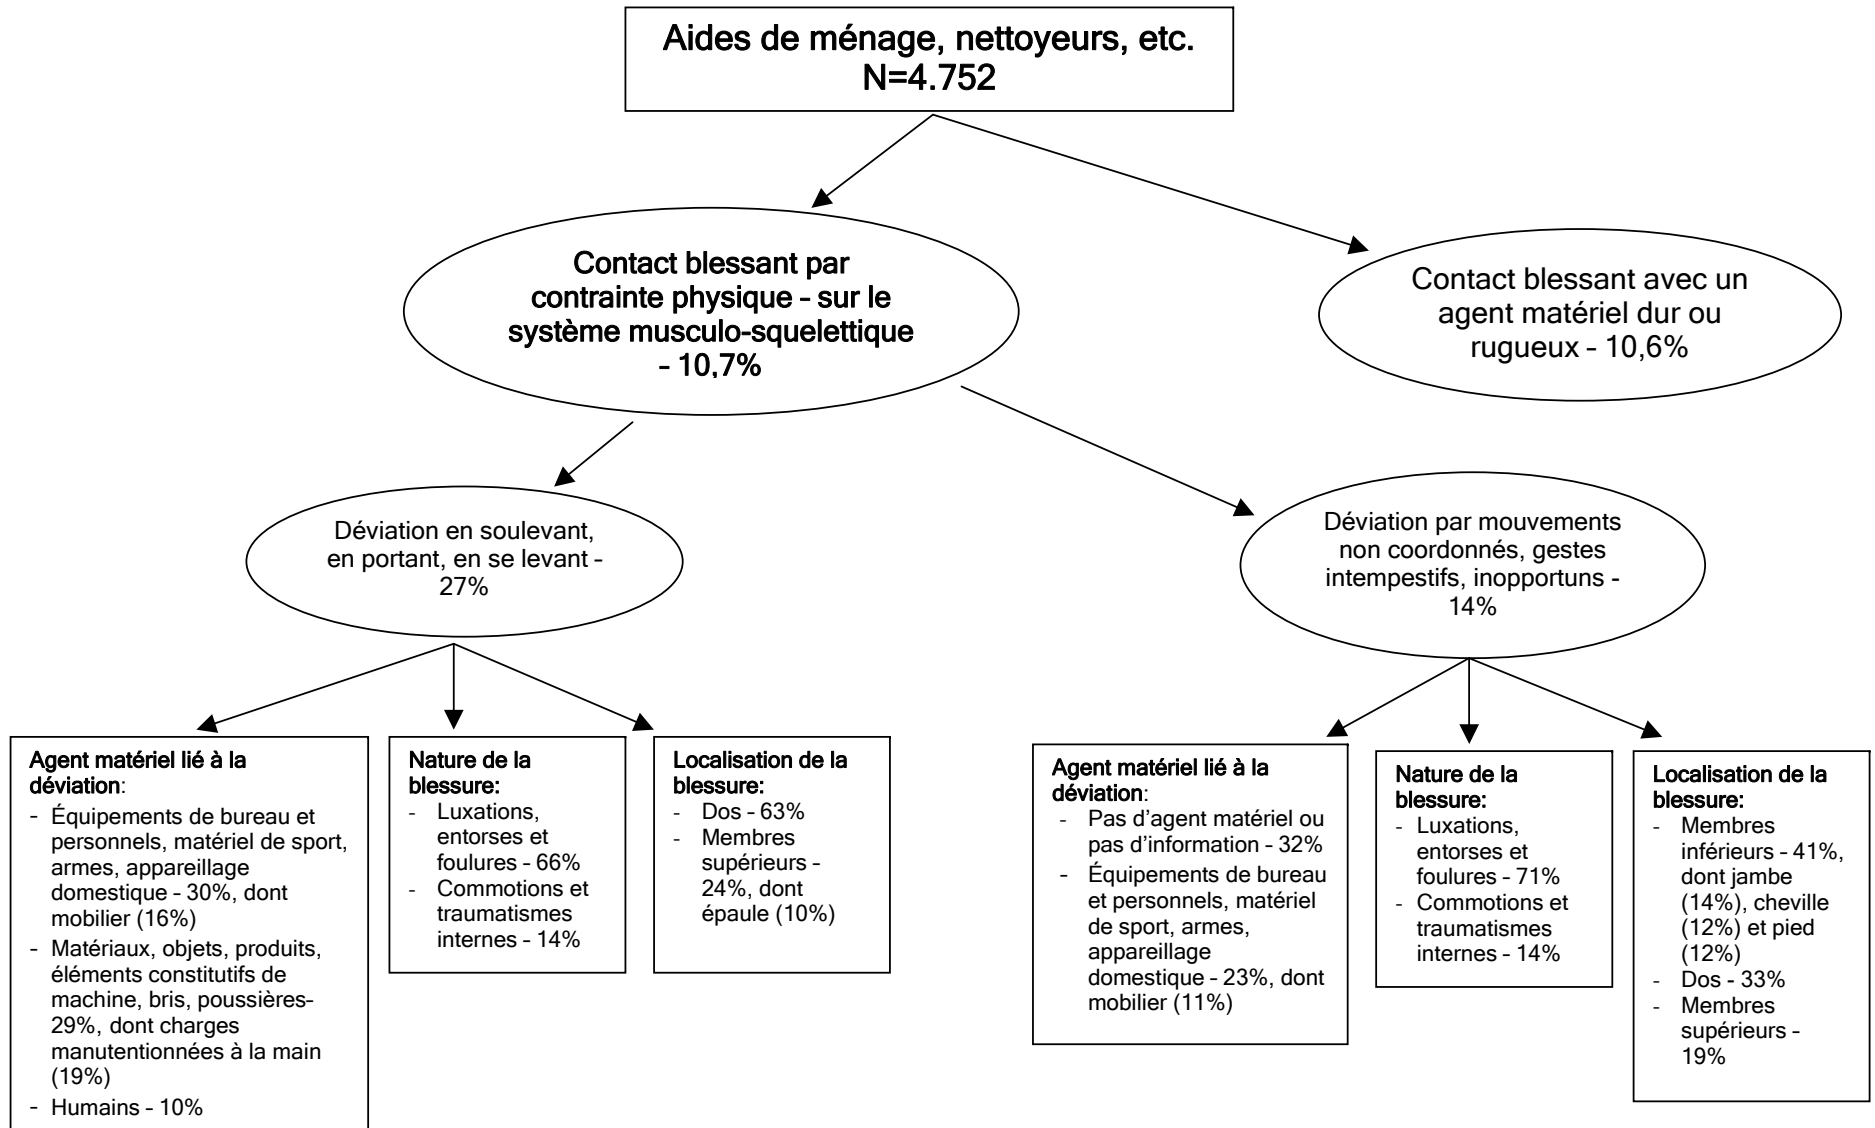 Aides de ménage, nettoyeurs, etc.
N=4.752
Contact blessant par
contrainte physique – sur le
système musculo-squelettique
– 10,7%
Contact blessant avec un
agent matériel dur ou
rugueux – 10,6%
Déviation en soulevant,
en portant, en se levant –
27%
Déviation par mouvements
non coordonnés, gestes
intempestifs, inopportuns -
14%
Agent matériel lié à la
déviation:
- Équipements de bureau et
personnels, matériel de sport,
armes, appareillage
domestique – 30%, dont
mobilier (16%)
- Matériaux, objets, produits,
éléments constitutifs de
machine, bris, poussières–
29%, dont charges
manutentionnées à la main
(19%)
- Humains – 10%
Nature de la
blessure:
- Luxations,
entorses et
foulures – 66%
- Commotions et
traumatismes
internes – 14%
Localisation de la
blessure:
- Dos – 63%
- Membres
supérieurs –
24%, dont
épaule (10%)
Agent matériel lié à la
déviation:
- Pas d’agent matériel ou
pas d’information – 32%
- Équipements de bureau
et personnels, matériel
de sport, armes,
appareillage
domestique – 23%, dont
mobilier (11%)
Nature de la
blessure:
- Luxations,
entorses et
foulures – 71%
- Commotions et
traumatismes
internes – 14%
Localisation de la
blessure:
- Membres
inférieurs – 41%,
dont jambe
(14%), cheville
(12%) et pied
(12%)
- Dos - 33%
- Membres
supérieurs –
19%